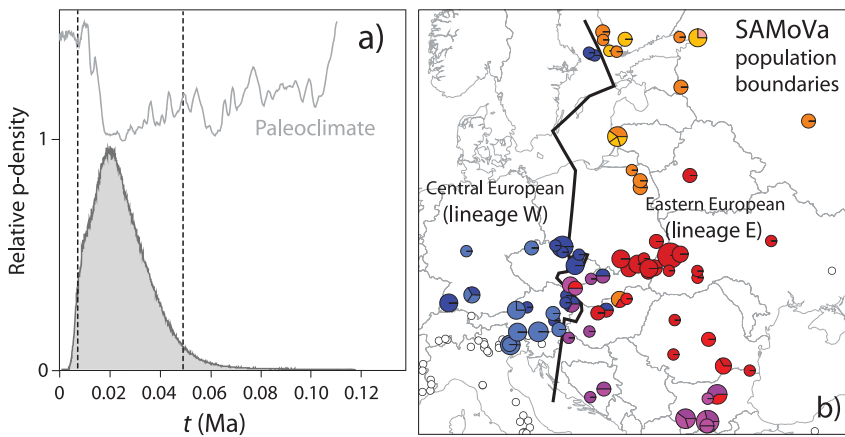 a)
Relative p-density
1
0
Paleoclimate
0
0.02
0.04
0.06
0.08
0.10
0.12
t (Ma)
SAMoVa
population
boundaries
Central European
(lineage W)
Eastern European
(lineage E)
b)